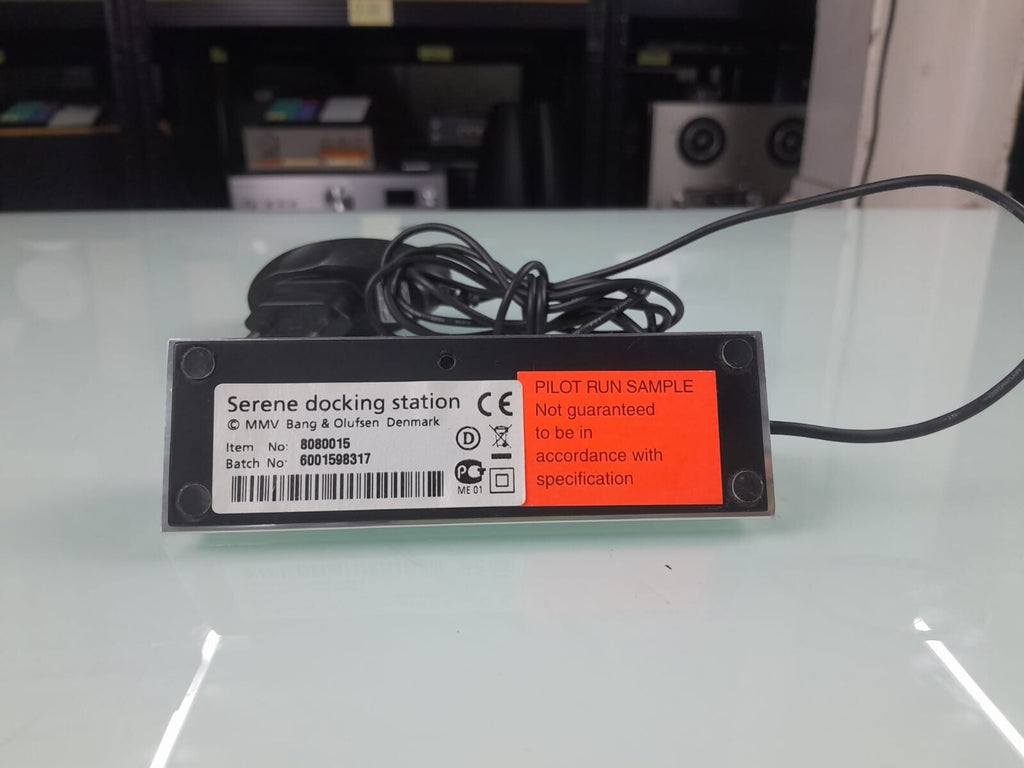 Serene docking station
© MMV Bang & Olufsen Denmark
Item No: 8080015
Batch No: 6001598317
CE
D
PG
ME 01
PILOT RUN SAMPLE
Not guaranteed
to be in
accordance with
specification